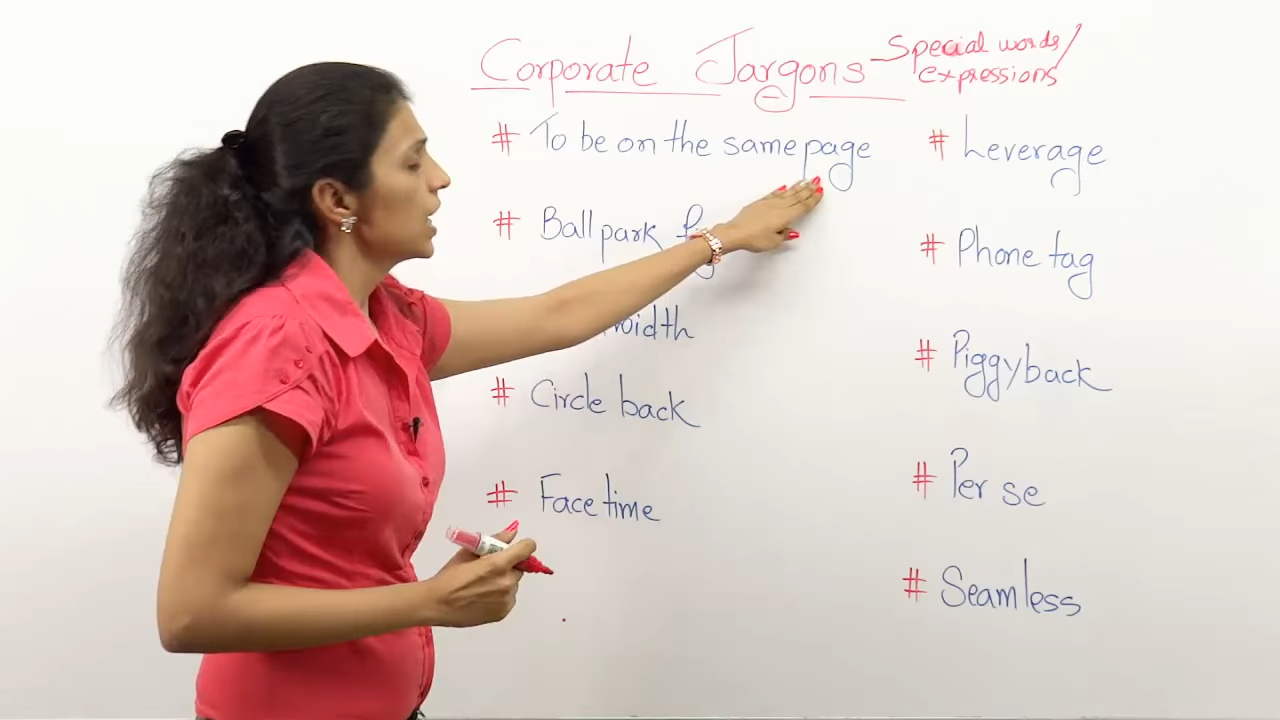 Corporate Jargons - Special words/
expressions
# To be on the same page
# Ball park
# 
# Circle back
# Face time
# Leverage
# Phone tag
# Piggyback
# Per se
# Seamless